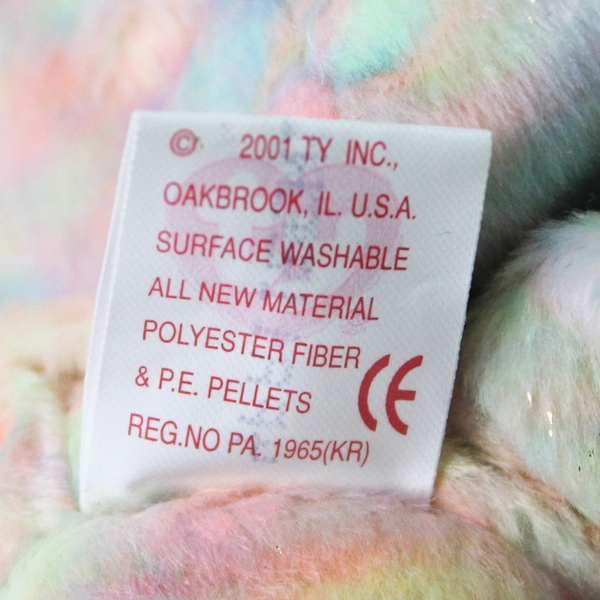 © 2001 TY INC.,
OAKBROOK, IL. U.S.A.
SURFACE WASHABLE
ALL NEW MATERIAL
POLYESTER FIBER
& P.E. PELLETS
CE
REG.NO PA. 1965(KR)